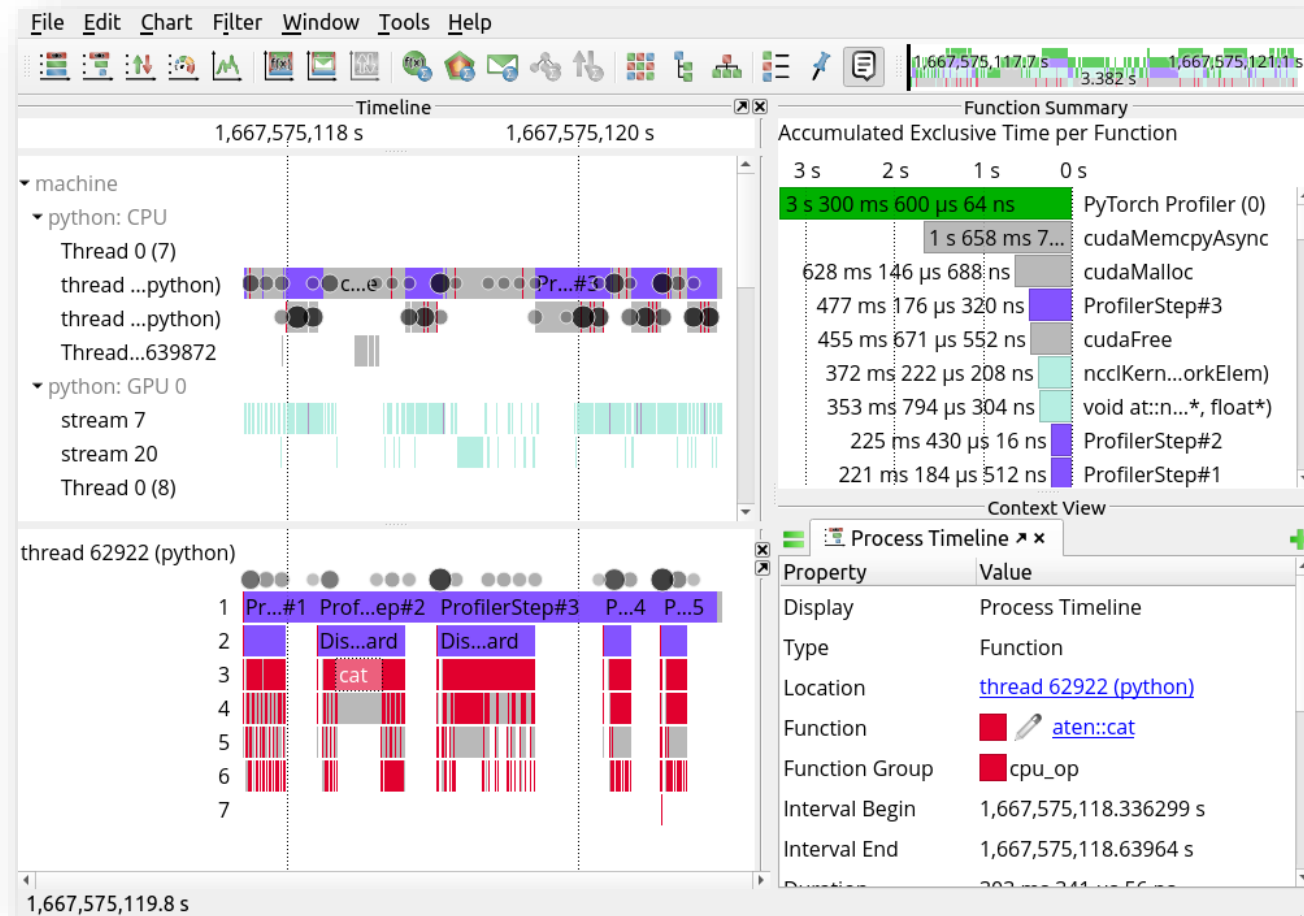 File Edit Chart Filter Window Tools Help
1,667,575,117.7 s 1,667,575,121.1 s
3.382 s
Timeline
1,667,575,118 s 1,667,575,120 s
machine
python: CPU
Thread 0 (7)
thread ...python) c...e Pr...#3
thread ...python)
Thread...639872
python: GPU 0
stream 7
stream 20
Thread 0 (8)
thread 62922 (python)
1 Pr...#1 Prof...ep#2 ProfilerStep#3 P...4 P...5
2 Dis...ard Dis...ard
3 cat
4
5
6
7
1,667,575,119.8 s
Function Summary
Accumulated Exclusive Time per Function
3 s 2 s 1 s 0 s
3 s 300 ms 600 µs 64 ns PyTorch Profiler (0)
1 s 658 ms 7... cudaMemcpyAsync
628 ms 146 µs 688 ns cudaMalloc
477 ms 176 µs 320 ns ProfilerStep#3
455 ms 671 µs 552 ns cudaFree
372 ms 222 µs 208 ns ncclKern...orkElem)
353 ms 794 µs 304 ns void at::n...*, float*)
225 ms 430 µs 16 ns ProfilerStep#2
221 ms 184 µs 512 ns ProfilerStep#1
Context View
Process Timeline
Property Value
Display Process Timeline
Type Function
Location thread 62922 (python)
Function aten::cat
Function Group cpu_op
Interval Begin 1,667,575,118.336299 s
Interval End 1,667,575,118.63964 s